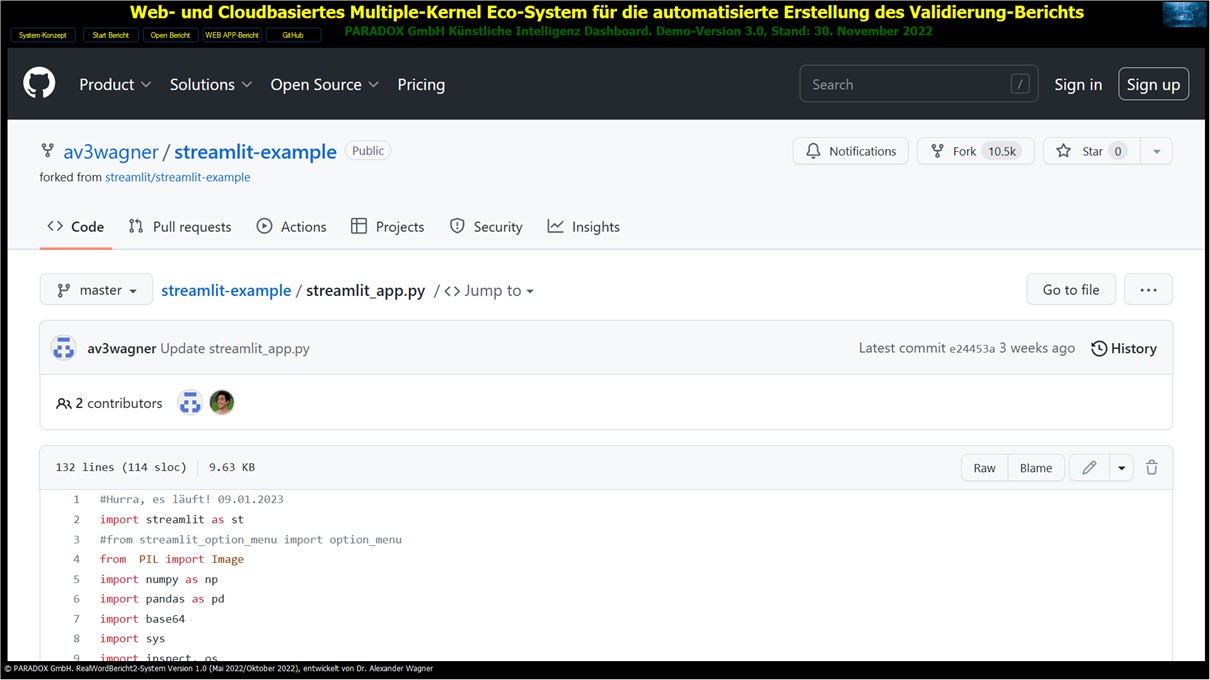 Web- und Cloudbasiertes Multiple-Kernel Eco-System für die automatisierte Erstellung des Validierung-Berichts
System-Konzept Start Bericht Open Bericht WEB APP-Bericht GitHub PARADOX GmbH Künstliche Intelligenz Dashboard. Demo-Version 3.0, Stand: 30. November 2022
Product Solutions Open Source Pricing Search / Sign in Sign up
av3wagner / streamlit-example Public Notifications Fork 10.5k Star 0
forked from streamlit/streamlit-example
<> Code Pull requests Actions Projects Security Insights
master streamlit-example / streamlit_app.py / <> Jump to Go to file ...
av3wagner Update streamlit_app.py Latest commit e24453a 3 weeks ago History
2 contributors
132 lines (114 sloc) 9.63 KB Raw Blame
1 #Hurra, es läuft! 09.01.2023
2 import streamlit as st
3 #from streamlit_option_menu import option_menu
4 from  PIL import Image
5 import numpy as np
6 import pandas as pd
7 import base64
8 import sys
9 import inspect, os
© PARADOX GmbH. RealWordBericht2-System Version 1.0 (Mai 2022/Oktober 2022), entwickelt von Dr. Alexander Wagner